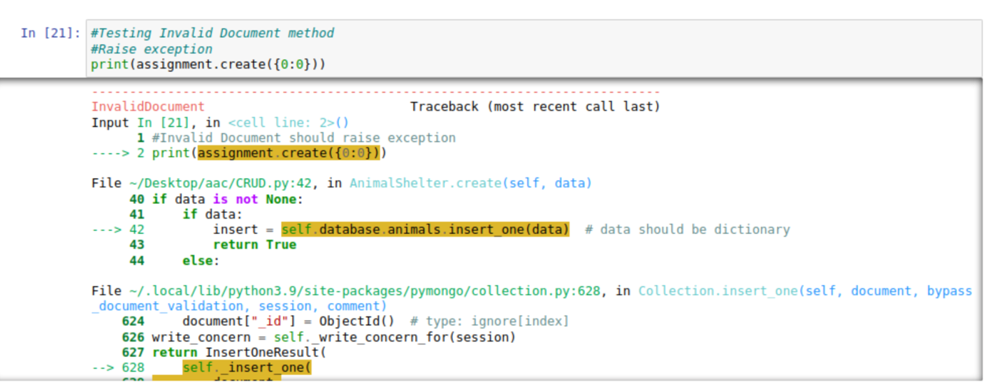 In [21]: #Testing Invalid Document method
#Raise exception
print(assignment.create({0:0}))
---------------------------------------------------------------------------
InvalidDocument                           Traceback (most recent call last)
Input In [21], in <cell line: 2>()
      1 #Invalid Document should raise exception
----> 2 print(assignment.create({0:0}))
File ~/Desktop/aac/CRUD.py:42, in AnimalShelter.create(self, data)
     40 if data is not None:
     41     if data:
---> 42         insert = self.database.animals.insert_one(data)  # data should be dictionary
     43         return True
     44     else:
File ~/.local/lib/python3.9/site-packages/pymongo/collection.py:628, in Collection.insert_one(self, document, bypass
_document_validation, session, comment)
    624     document["_id"] = ObjectId()  # type: ignore[index]
    626 write_concern = self._write_concern_for(session)
    627 return InsertOneResult(
--> 628     self._insert_one(